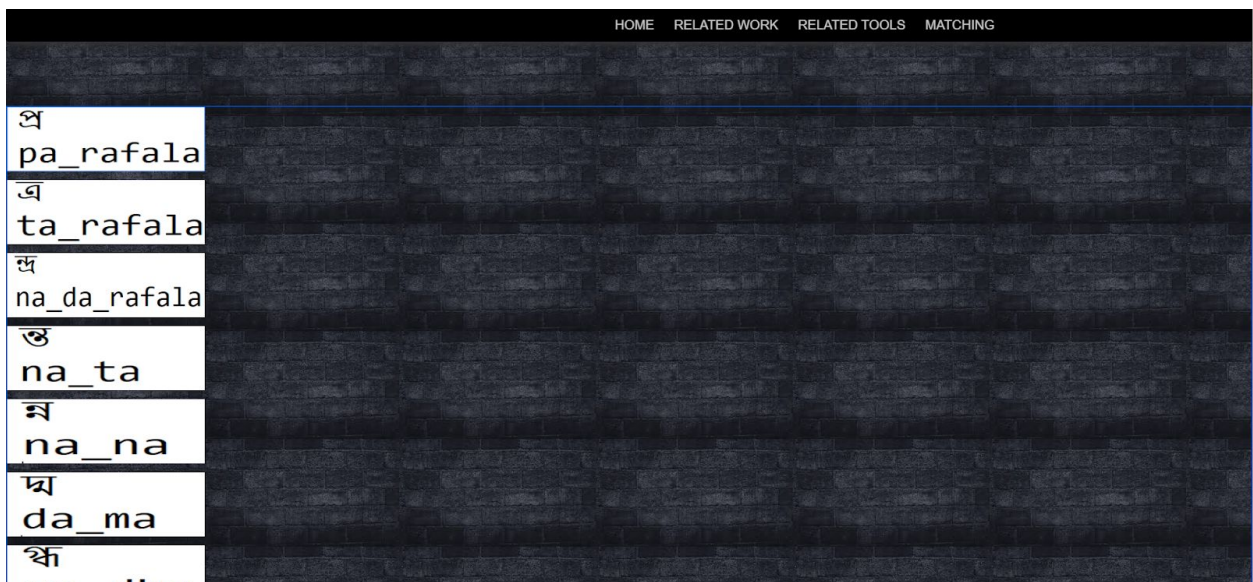 HOME RELATED WORK RELATED TOOLS MATCHING
প্র
pa_rafala
ত্র
ta_rafala
ন্দ্র
na_da_rafala
ন্ত
na_ta
ন্ন
na_na
দ্ম
da_ma
গ্ধ